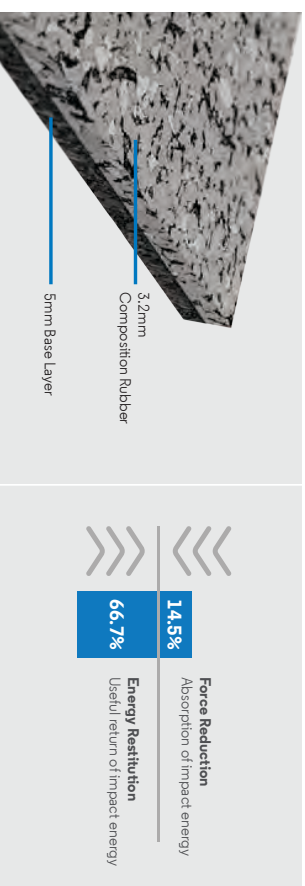 3.2mm
Composition Rubber
5mm Base Layer
14.5%
Force Reduction
Absorption of impact energy
66.7%
Energy Restitution
Useful return of impact energy